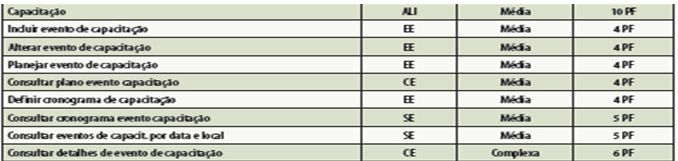 Capacitação ALI Média 10 PF
Incluir evento de capacitação EE Média 4 PF
Alterar evento de capacitação EE Média 4 PF
Planejar evento de capacitação EE Média 4 PF
Consultar plano evento capacitação CE Média 4 PF
Definir cronograma de capacitação EE Média 4 PF
Consultar cronograma evento capacitação SE Média 5 PF
Consultar eventos de capacit. por data e local SE Média 5 PF
Consultar detalhes de evento de capacitação CE Complexa 6 PF